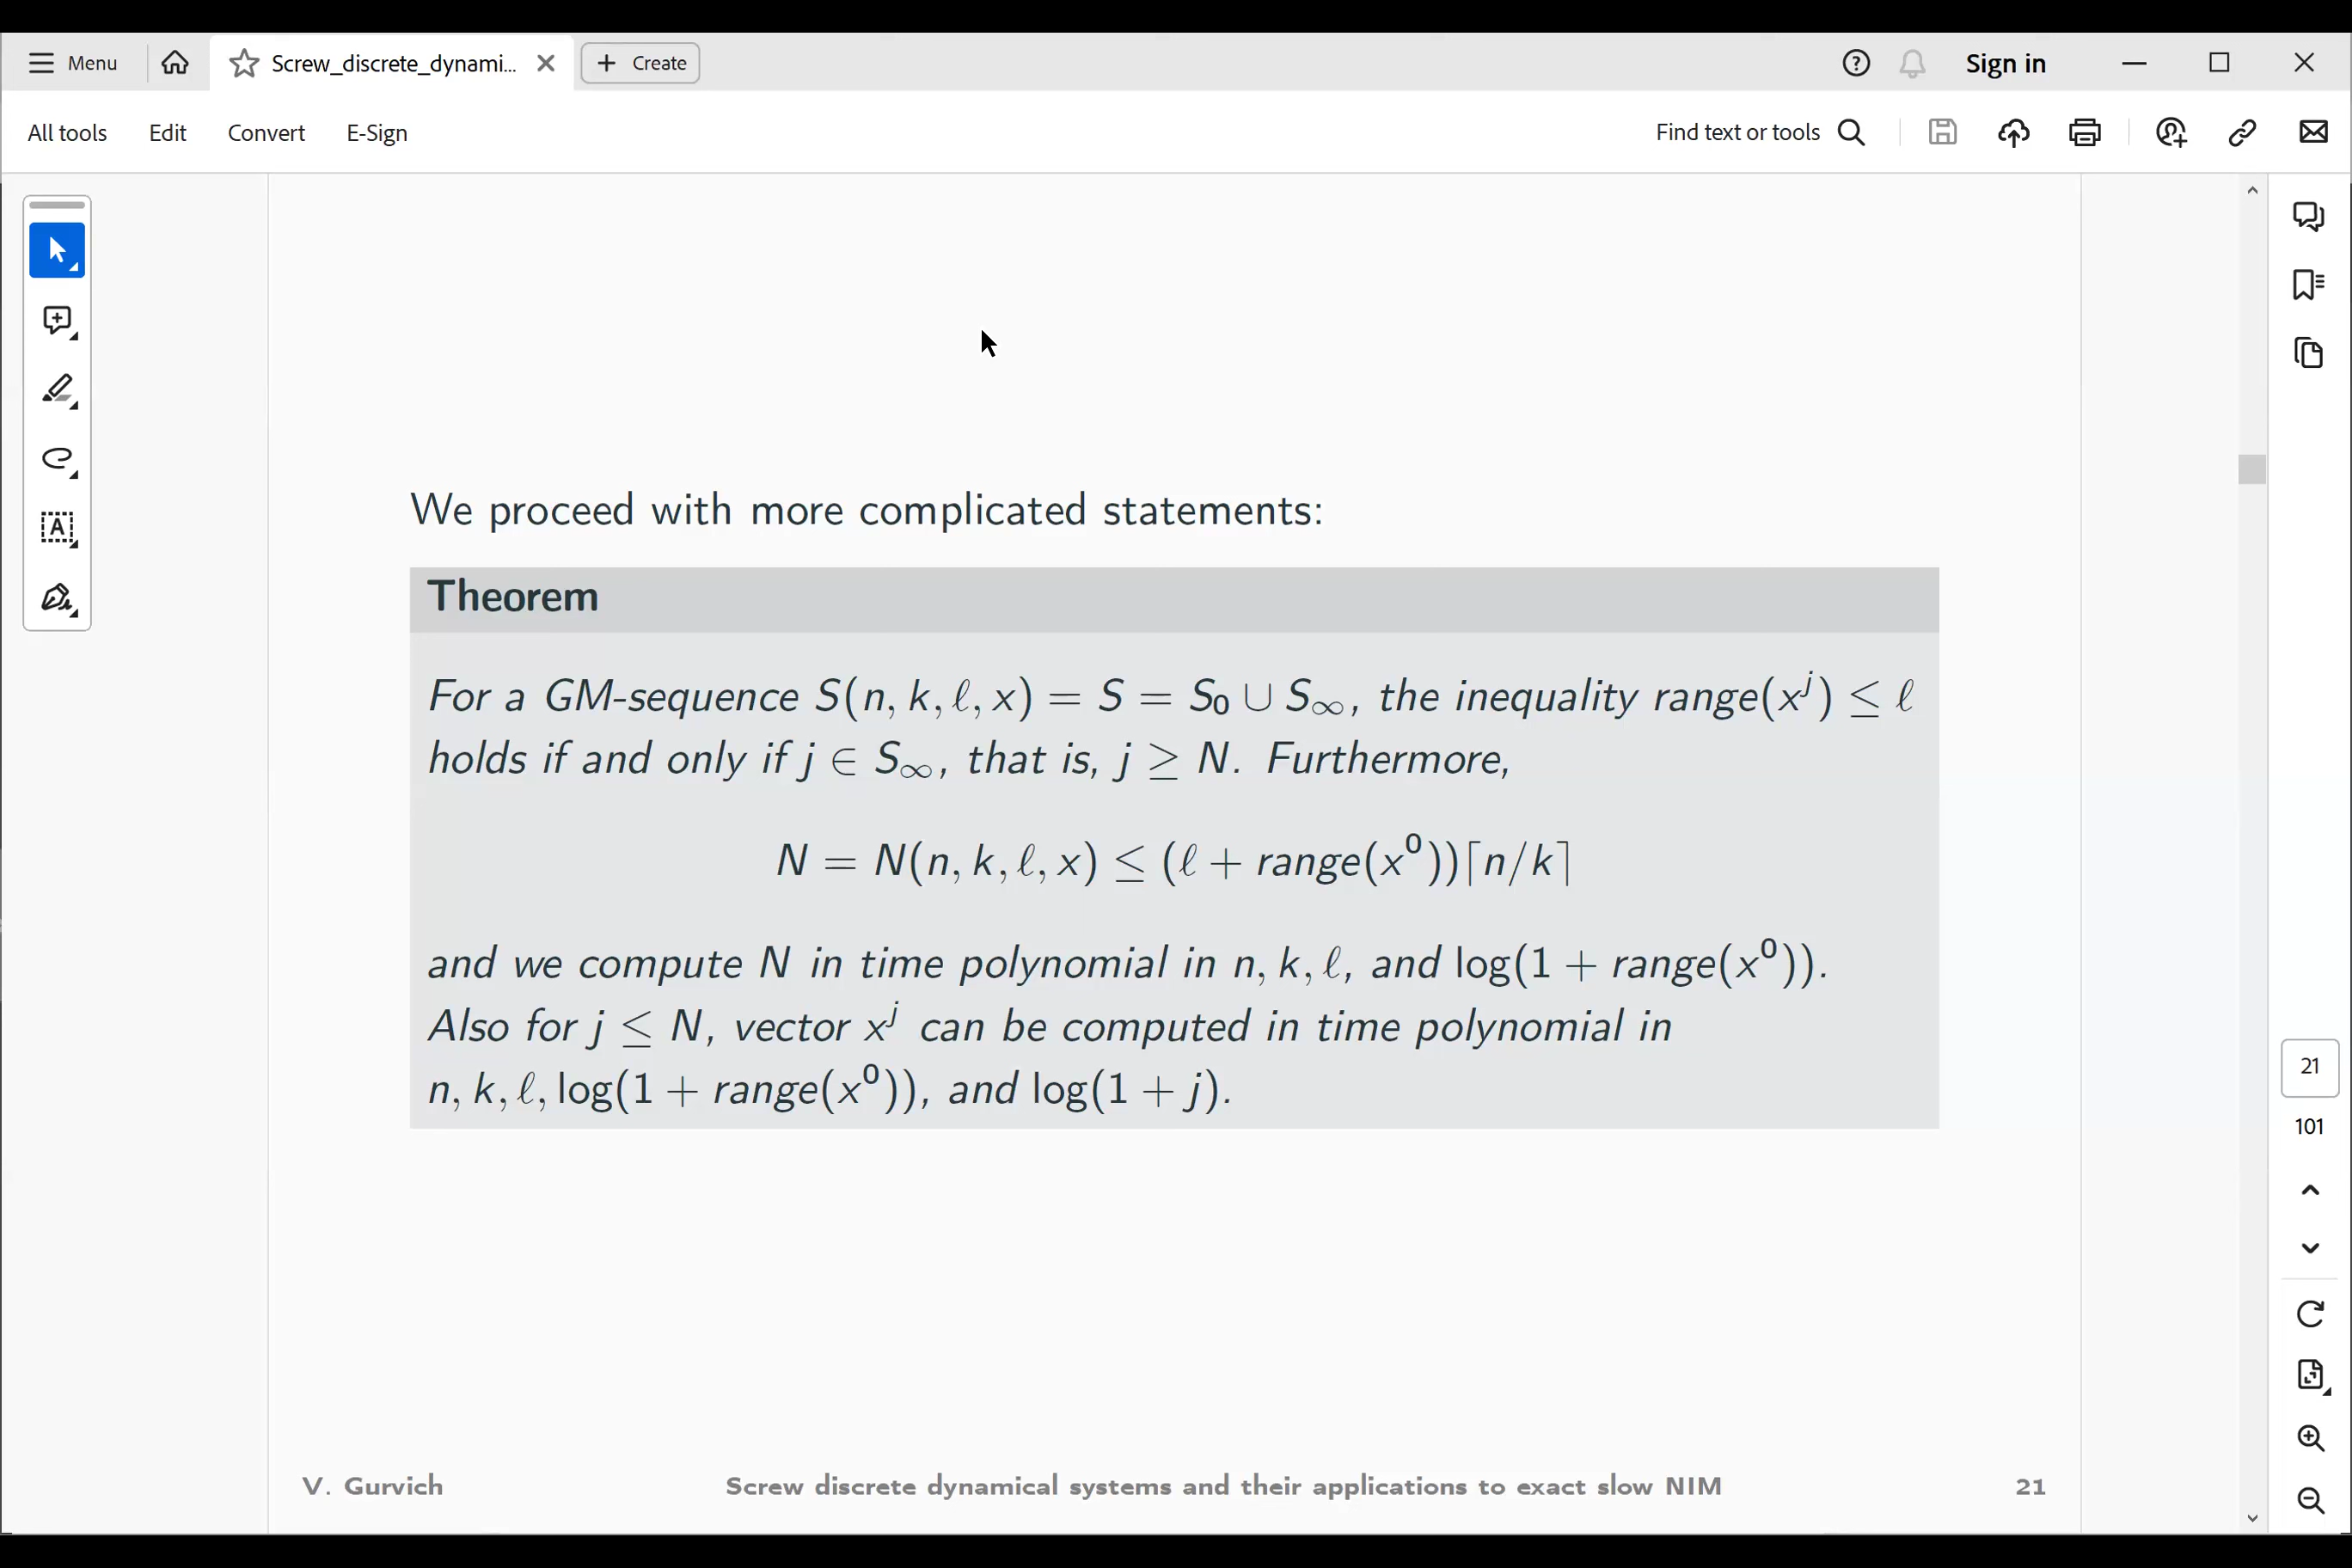 Menu
Screw_discrete_dynami...
Create
Sign in
All tools Edit Convert E-Sign
Find text or tools
We proceed with more complicated statements:
Theorem
For a GM-sequence S(n, k, ℓ, x) = S = S₀ ∪ S∞, the inequality range(xʲ) ≤ ℓ
holds if and only if j ∈ S∞, that is, j ≥ N. Furthermore,
N = N(n, k, ℓ, x) ≤ (ℓ + range(x⁰))⌈n/k⌉
and we compute N in time polynomial in n, k, ℓ, and log(1 + range(x⁰)).
Also for j ≤ N, vector xʲ can be computed in time polynomial in
n, k, ℓ, log(1 + range(x⁰)), and log(1 + j).
21
101
V. Gurvich Screw discrete dynamical systems and their applications to exact slow NIM 21